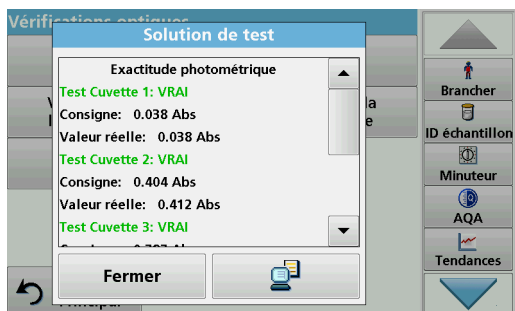 Vérifications optiques
Solution de test
Exactitude photométrique
Test Cuvette 1: VRAI
Consigne: 0.038 Abs
Valeur réelle: 0.038 Abs
Test Cuvette 2: VRAI
Consigne: 0.404 Abs
Valeur réelle: 0.412 Abs
Test Cuvette 3: VRAI
Fermer
Principal
Brancher
ID échantillon
Minuteur
AQA
Tendances